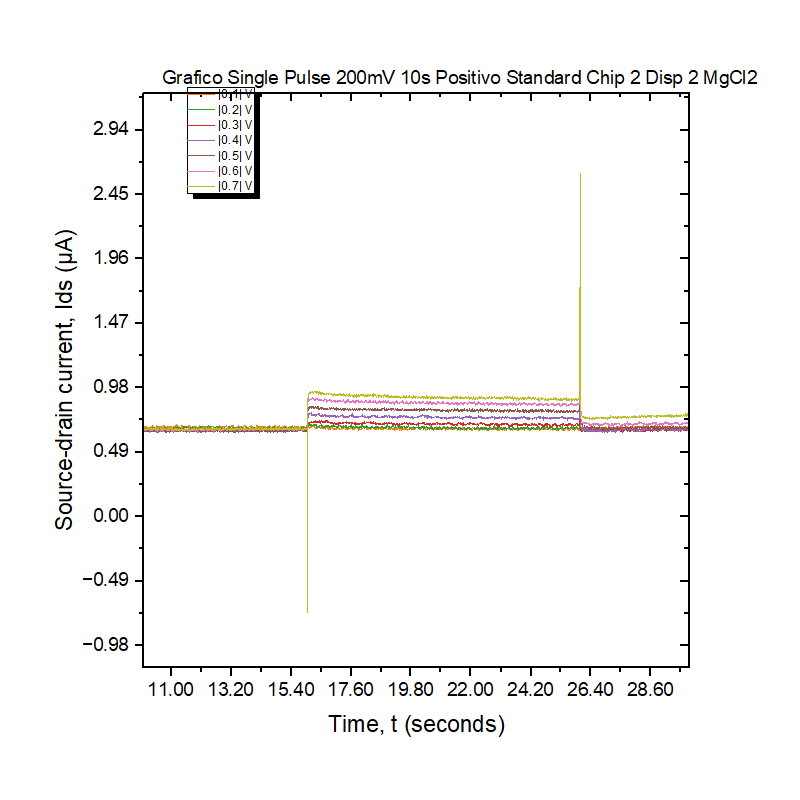 Grafico Single Pulse 200mV 10s Positivo Standard Chip 2 Disp 2 MgCl2
|0.1| V
|0.2| V
|0.3| V
|0.4| V
|0.5| V
|0.6| V
|0.7| V
2.94
2.45
1.96
1.47
0.98
0.49
0.00
−0.49
−0.98
Source-drain current, Ids (µA)
11.00 13.20 15.40 17.60 19.80 22.00 24.20 26.40 28.60
Time, t (seconds)